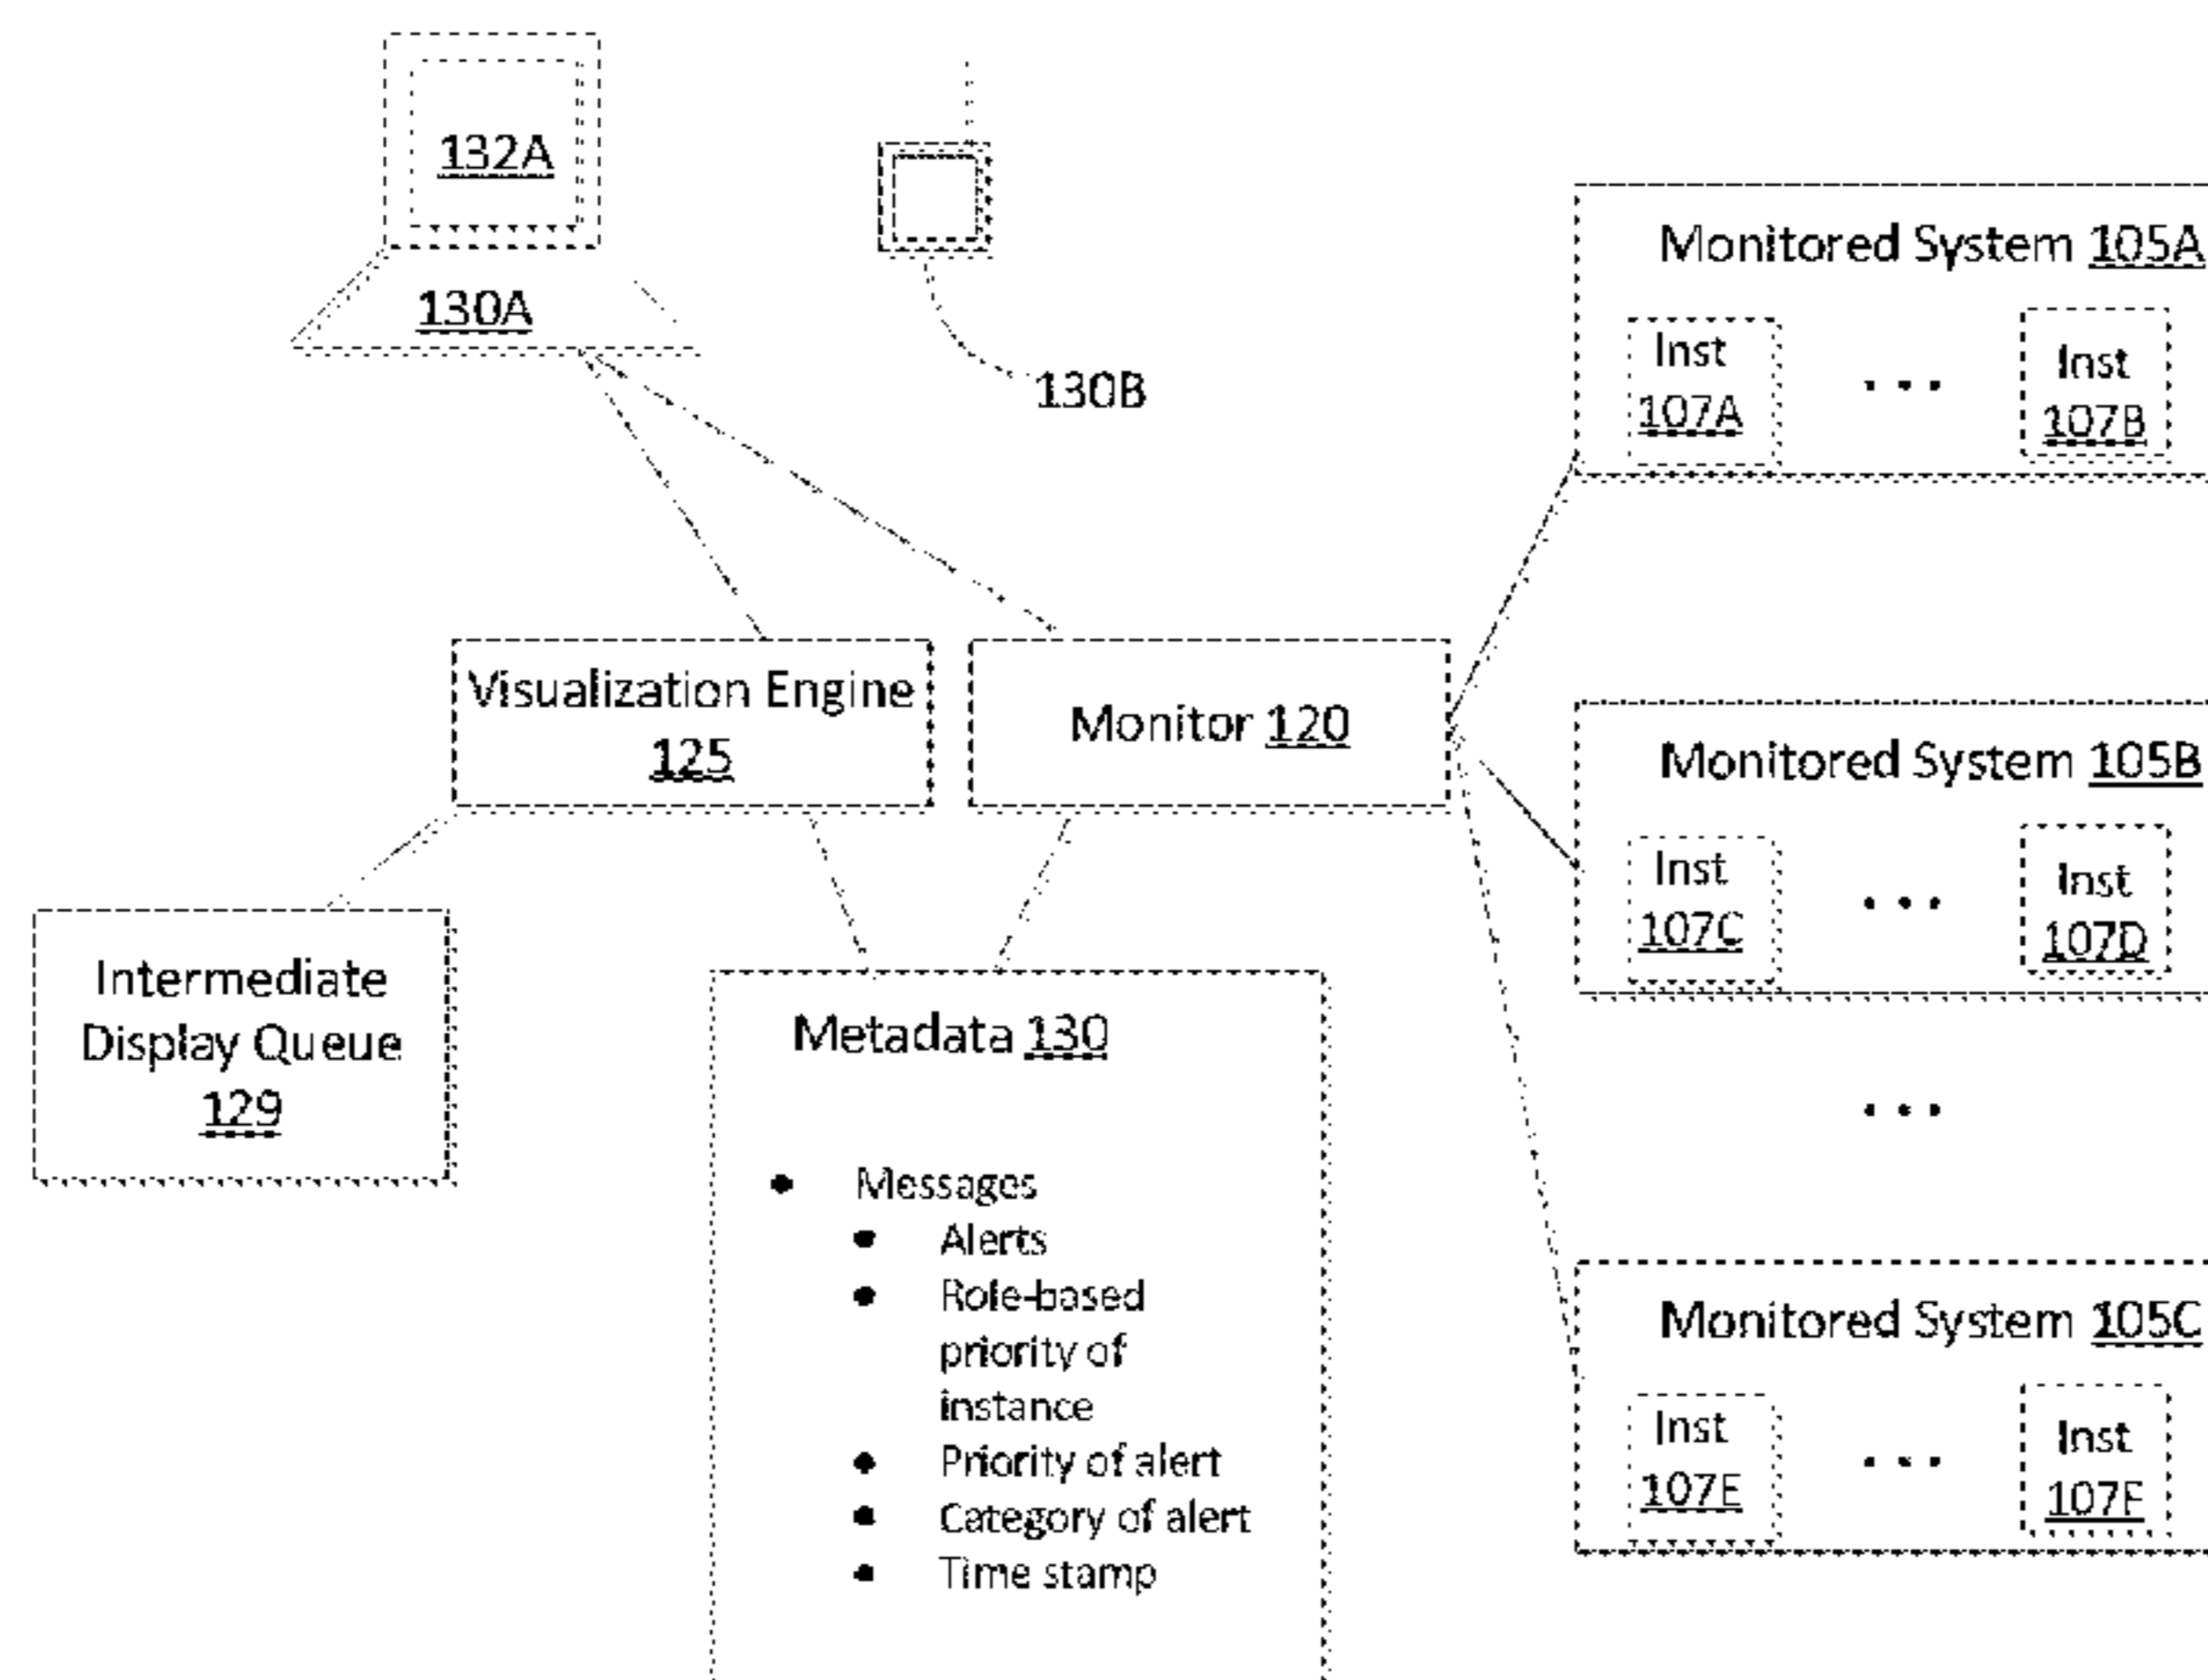 132A
130A
130B
Monitored System 105A
Inst
107A
...
Inst
107B
Visualization Engine
125
Monitor 120
Monitored System 105B
Inst
107C
...
Inst
107D
Intermediate
Display Queue
129
Metadata 130
• Messages
• Alerts
• Role-based
priority of
instance
• Priority of alert
• Category of alert
• Time stamp
...
Monitored System 105C
Inst
107E
...
Inst
107F